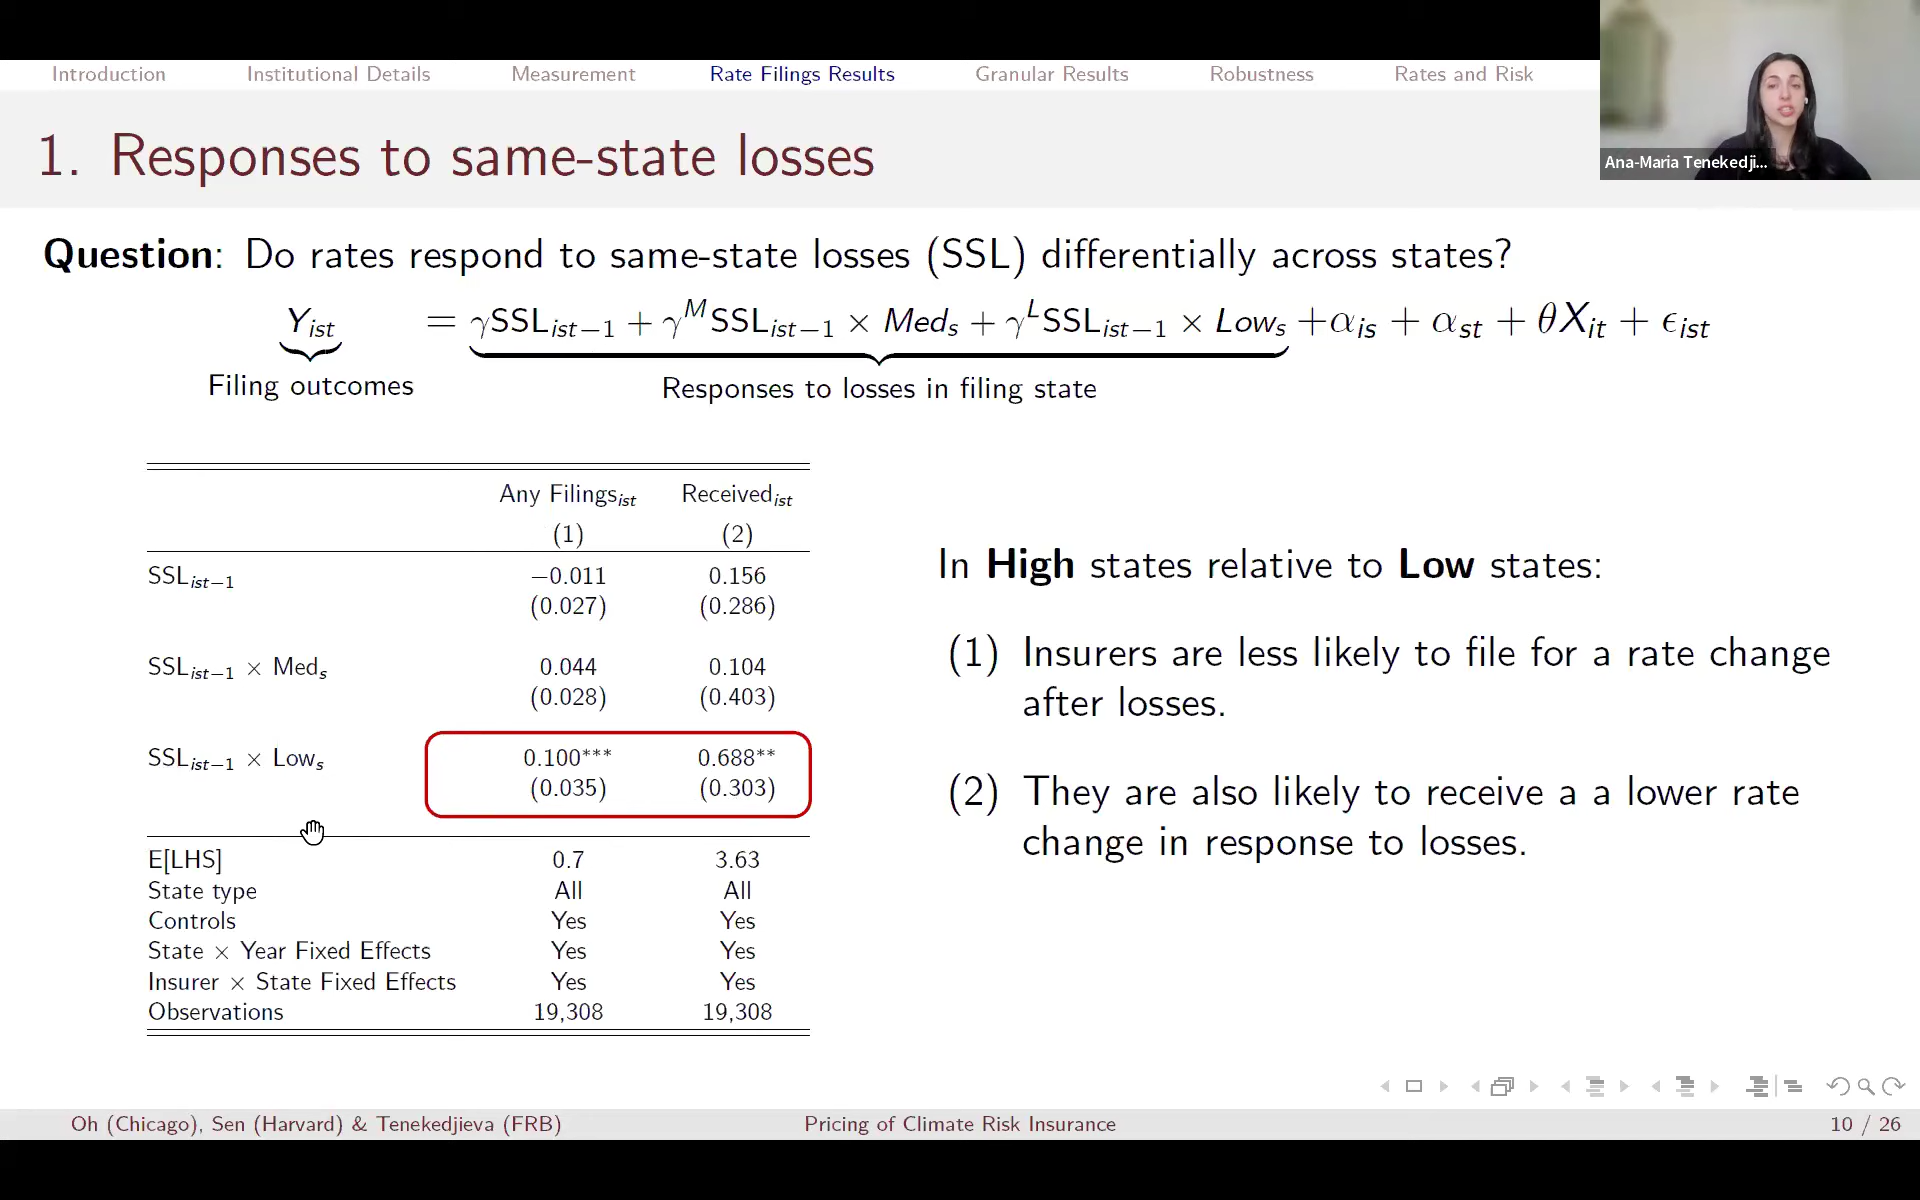 Introduction Institutional Details Measurement Rate Filings Results Granular Results Robustness Rates and Risk
Ana-Maria Tenekedji...
1. Responses to same-state losses
Question: Do rates respond to same-state losses (SSL) differentially across states?
Y_ist = γSSL_ist−1 + γ^M SSL_ist−1 × Med_s + γ^L SSL_ist−1 × Low_s + α_is + α_st + θX_it + ϵ_ist
Filing outcomes Responses to losses in filing state
Any Filings_ist Received_ist
(1) (2)
SSL_ist−1 −0.011 0.156
(0.027) (0.286)
SSL_ist−1 × Med_s 0.044 0.104
(0.028) (0.403)
SSL_ist−1 × Low_s 0.100*** 0.688**
(0.035) (0.303)
E[LHS] 0.7 3.63
State type All All
Controls Yes Yes
State × Year Fixed Effects Yes Yes
Insurer × State Fixed Effects Yes Yes
Observations 19,308 19,308
In High states relative to Low states:
(1) Insurers are less likely to file for a rate change
after losses.
(2) They are also likely to receive a a lower rate
change in response to losses.
Oh (Chicago), Sen (Harvard) & Tenekedjieva (FRB) Pricing of Climate Risk Insurance 10 / 26